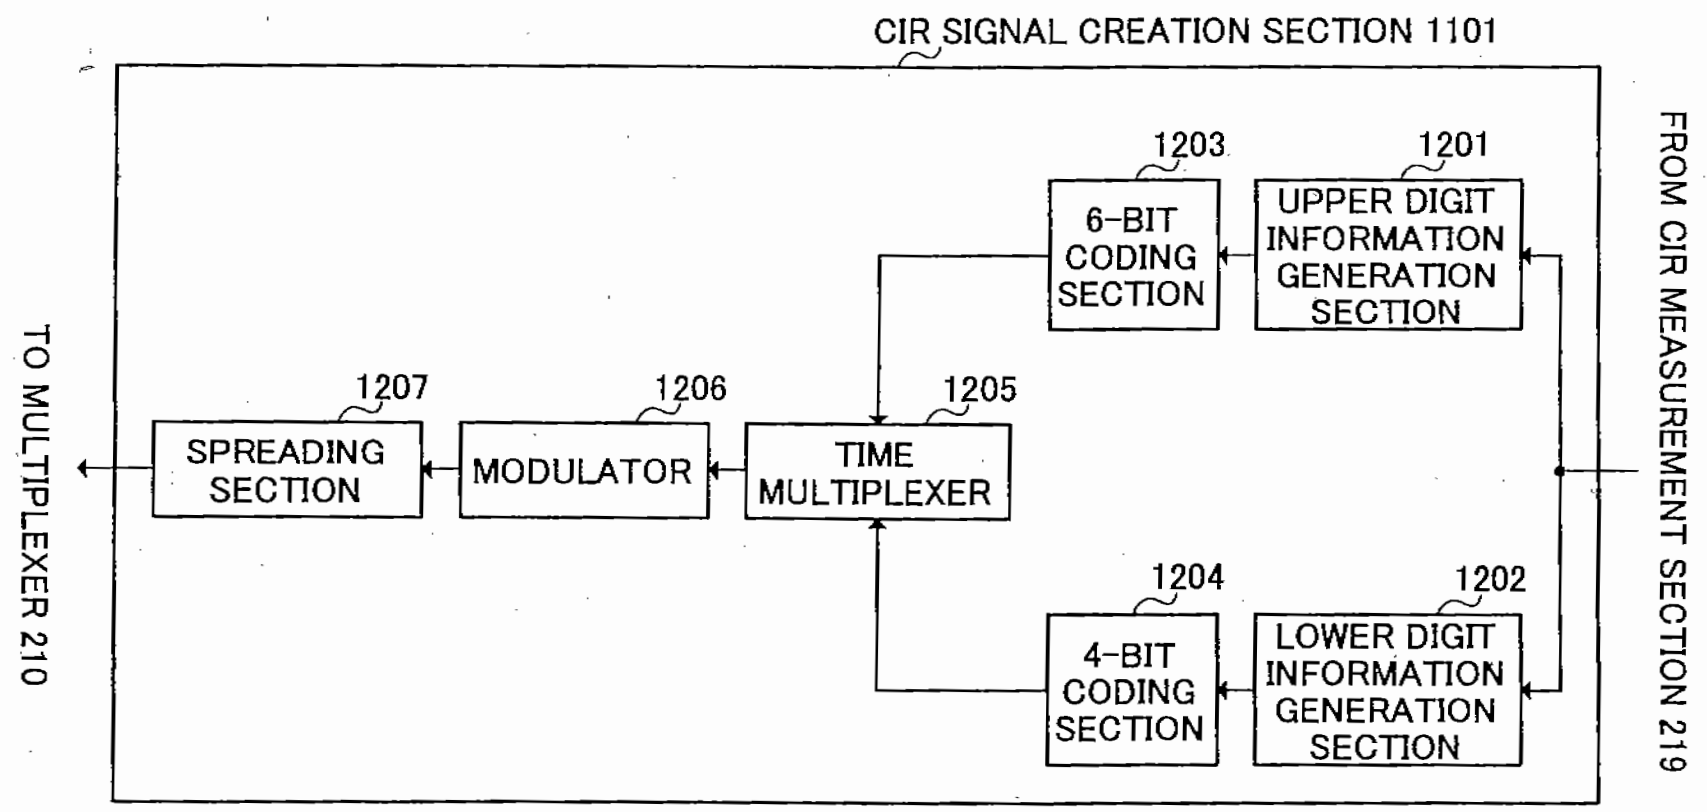 CIR SIGNAL CREATION SECTION 1101
1203
1201
6-BIT
CODING
SECTION
UPPER DIGIT
INFORMATION
GENERATION
SECTION
FROM CIR MEASUREMENT SECTION 219
TO MULTIPLEXER 210
1207
1206
1205
SPREADING
SECTION
MODULATOR
TIME
MULTIPLEXER
1204
1202
4-BIT
CODING
SECTION
LOWER DIGIT
INFORMATION
GENERATION
SECTION